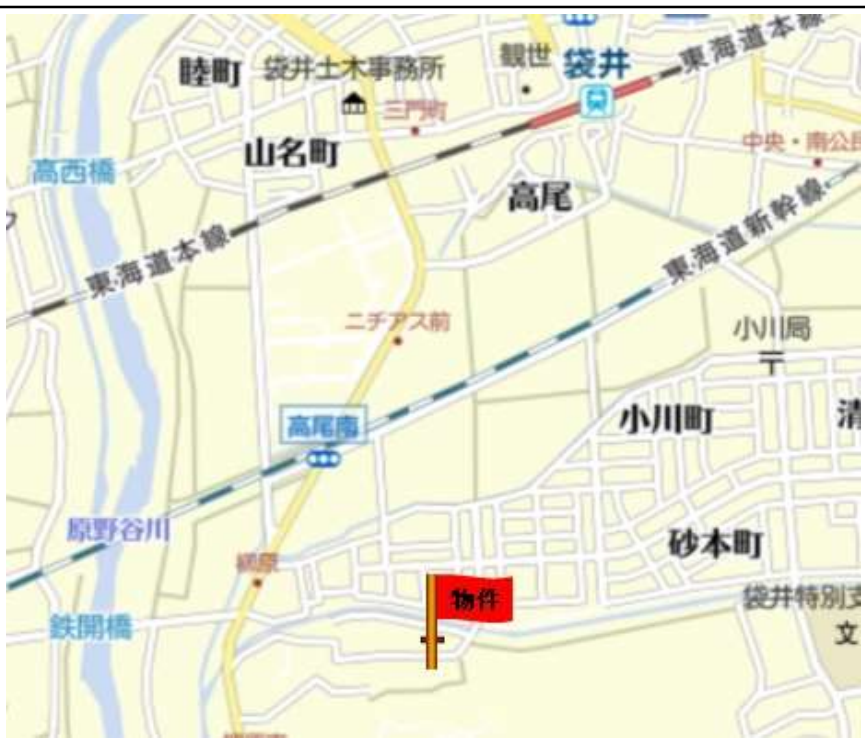 東海道本線
観世
袋井
睦町
袋井土木事務所
三門町
中央・南公民
山名町
高西橋
高尾
東海道新幹線
東海道本線
ニチアス前
小川局
小川町
清
高尾南
原野谷川
砂本町
柳原
物件
袋井特別支
鉄開橋
文